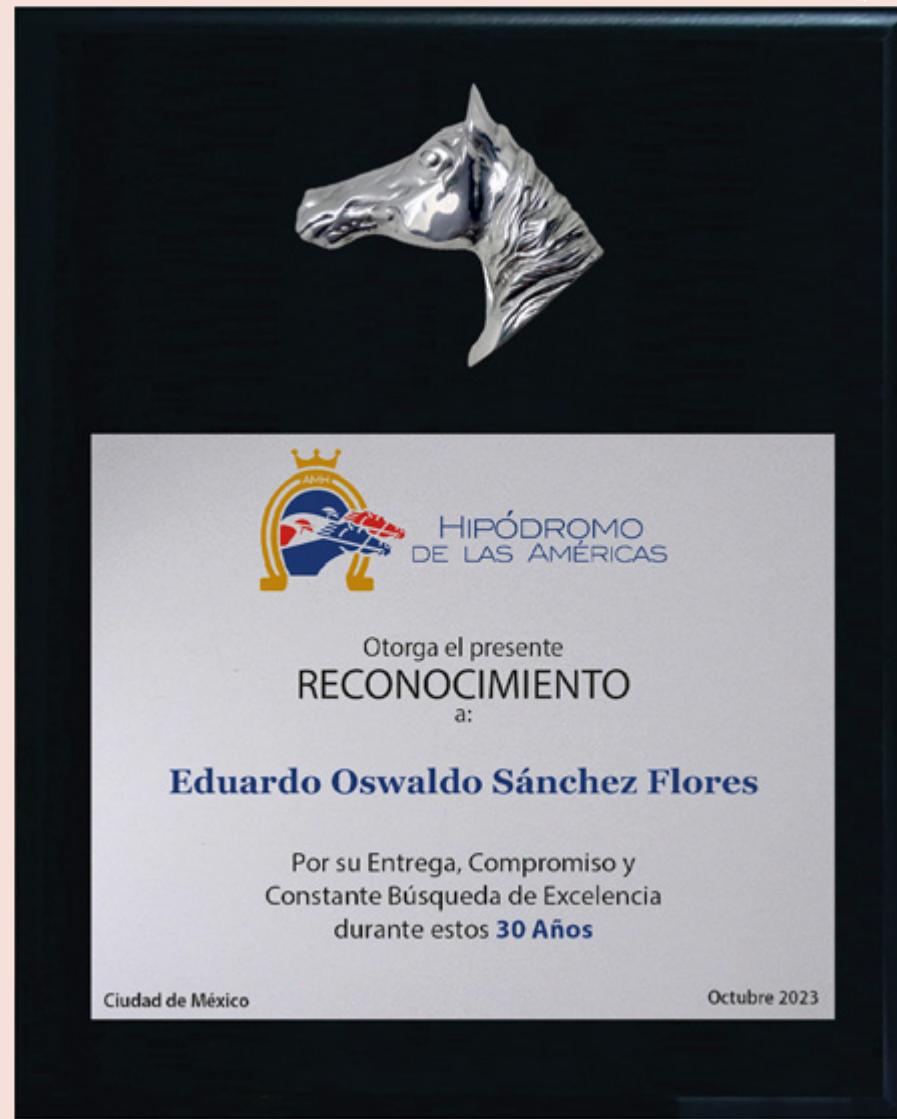 AMH
HIPÓDROMO
DE LAS AMÉRICAS
Otorga el presente
RECONOCIMIENTO
a:
Eduardo Oswaldo Sánchez Flores
Por su Entrega, Compromiso y
Constante Búsqueda de Excelencia
durante estos 30 Años
Ciudad de México
Octubre 2023